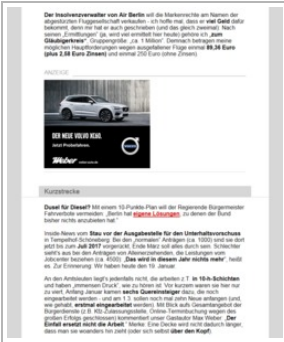 Der Insolvenzverwalter von Air Berlin will die Markenrechte am Namen der
abgestürzten Fluggesellschaft verkaufen - ich hoffe mal, dass er viel Geld dafür
bekommt, denn mir hat er auch geschrieben (und das gleich zweimal). Nach
seinen „Ermittlungen“ (ja, wird viel ermittelt hier heute) gehöre ich „zum
Gläubigerkreis“. Gruppengröße: „ca. 1 Million“. Demnach betragen meine
möglichen Hauptforderungen wegen ausgefallener Flüge einmal 89,36 Euro
(plus 2,58 Euro Zinsen) und einmal 250 Euro (ohne Zinsen).
ANZEIGE
DER NEUE VOLVO XC60.
Jetzt Probefahren.
VOLVO
Weber
Kurzstrecke
Dusel für Diesel? Mit einem 10-Punkte-Plan will der Regierende Bürgermeister
Fahrverbote vermeiden. „Berlin hat eigene Lösungen, zu denen der Bund
bisher nichts anzubieten hat.“
Inside-News vom Stau vor der Ausgabestelle für den Unterhaltsvorschuss
in Tempelhof-Schöneberg: Bei den „normalen“ Anträgen (ca. 1000) sind sie dort
jetzt bis zum Juli 2017 vorgerückt, Ende März soll alles durch sein. Schlechter
sieht's aus bei den Anträgen von Alleinerziehenden, die Leistungen vom
Jobcenter beziehen (ca. 4500): „Das wird in diesem Jahr nichts mehr“, heißt
es. Zur Erinnerung: Wir haben heute den 19. Januar.
An den Amtsleuten liegt's jedenfalls nicht, die arbeiten z.T. in 10-h-Schichten
und haben „immensen Druck“, wie zu hören ist. Vor kurzem waren sie hier nur
zu viert, Anfang Januar kamen sechs Quereinsteiger dazu, die noch
eingearbeitet werden - und am 1.3. sollen noch mal zehn Neue anfangen (und,
wie gehabt, erstmal eingearbeitet werden). Mit Blick aufs Gesamtangebot der
Bürgerdienste (z.B. Kfz-Zulassungsstelle, Online-Terminbuchung wegen des
großen Erfolgs geschlossen) kommentiert unser Gastautor Max Weber: „Der
Einfall ersetzt nicht die Arbeit.“ Merke: Eine Decke wird nicht dadurch länger,
dass man sie woanders hin zieht (oder sich selbst über den Kopf).